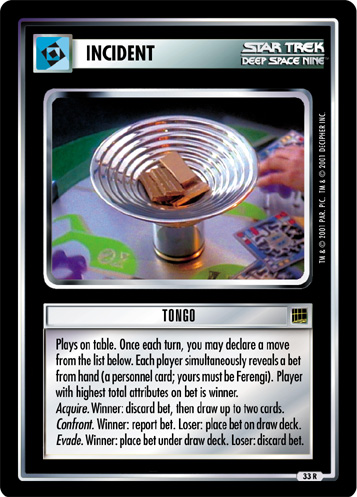 INCIDENT
STAR TREK
DEEP SPACE NINE
TM & © 2001 PAR. PIC. TM & © 2001 DECIPHER INC.
TONGO
Plays on table. Once each turn, you may declare a move
from the list below. Each player simultaneously reveals a bet
from hand (a personnel card; yours must be Ferengi). Player
with highest total attributes on bet is winner.
Acquire. Winner: discard bet, then draw up to two cards.
Confront. Winner: report bet. Loser: place bet on draw deck.
Evade. Winner: place bet under draw deck. Loser: discard bet.
33 R